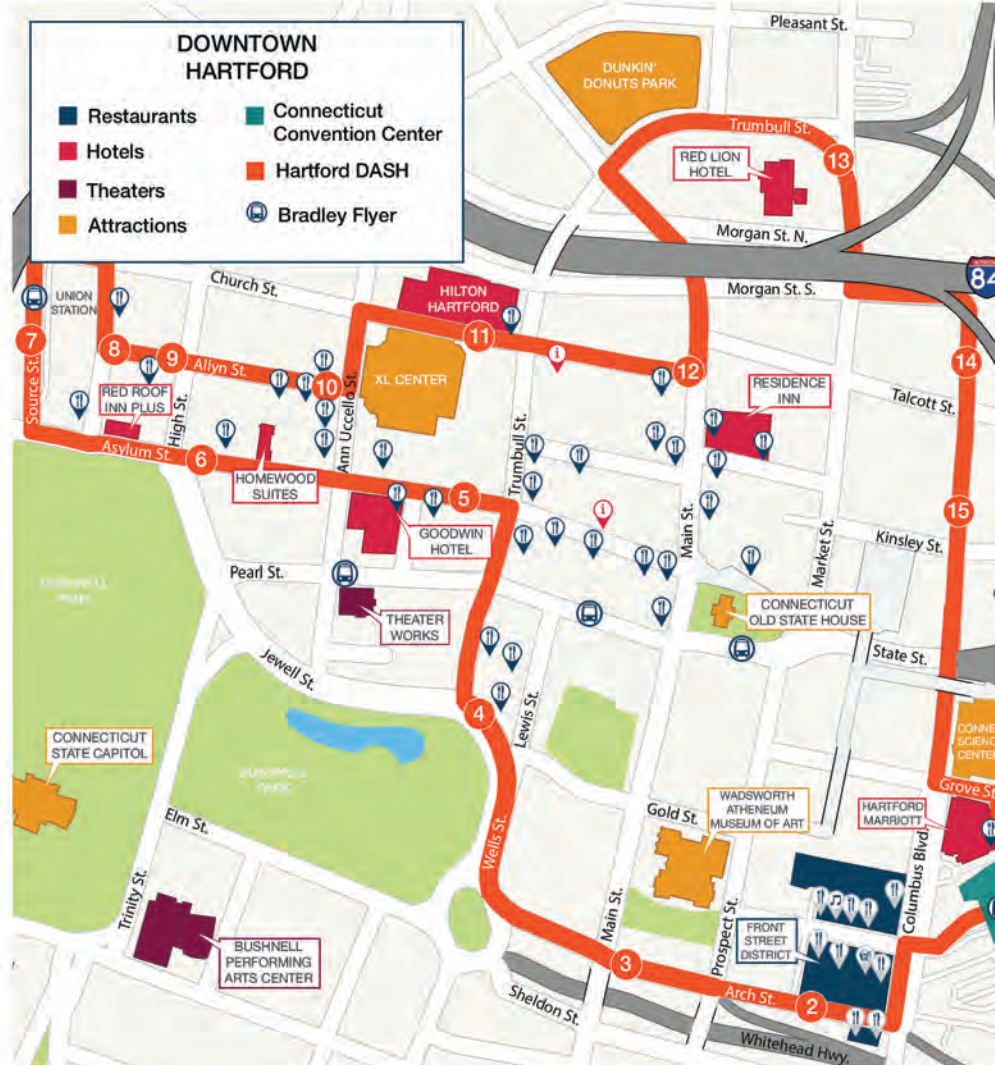 DOWNTOWN
HARTFORD
Restaurants
Hotels
Theaters
Attractions
Connecticut
Convention Center
Hartford DASH
Bradley Flyer
Pleasant St.
DUNKIN'
DONUTS PARK
Trumbull St.
13
RED LION
HOTEL
Morgan St. N.
84
Morgan St. S.
Church St.
HILTON
HARTFORD
UNION
STATION
7
8
9
Allyn St.
10
11
12
14
XL CENTER
Source St.
RED ROOF
INN PLUS
High St.
Ann Uccello St.
RESIDENCE
INN
Talcott St.
Asylum St.
6
HOMEWOOD
SUITES
5
Trumbull St.
GOODWIN
HOTEL
Main St.
Market St.
15
Kinsley St.
BUSHNELL
PARK
Pearl St.
THEATER
WORKS
CONNECTICUT
OLD STATE HOUSE
State St.
Jewell St.
4
Lewis St.
CONNECTICUT
STATE CAPITOL
BUSHNELL
PARK
CONNE
SCIENC
CENTER
Grove St.
Elm St.
Wells St.
Gold St.
WADSWORTH
ATHENEUM
MUSEUM OF ART
HARTFORD
MARRIOTT
Columbus Blvd.
Trinity St.
BUSHNELL
PERFORMING
ARTS CENTER
Main St.
Prospect St.
FRONT
STREET
DISTRICT
3
Arch St.
2
Sheldon St.
Whitehead Hwy.